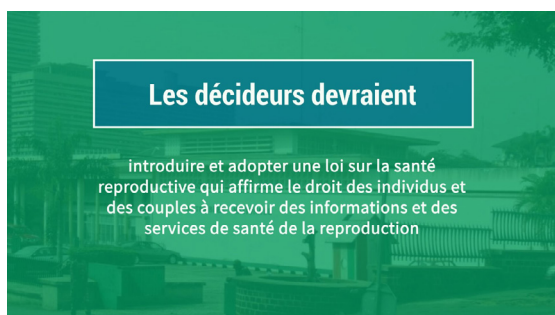 Les décideurs devraient
introduire et adopter une loi sur la santé
reproductive qui affirme le droit des individus et
des couples à recevoir des informations et des
services de santé de la reproduction